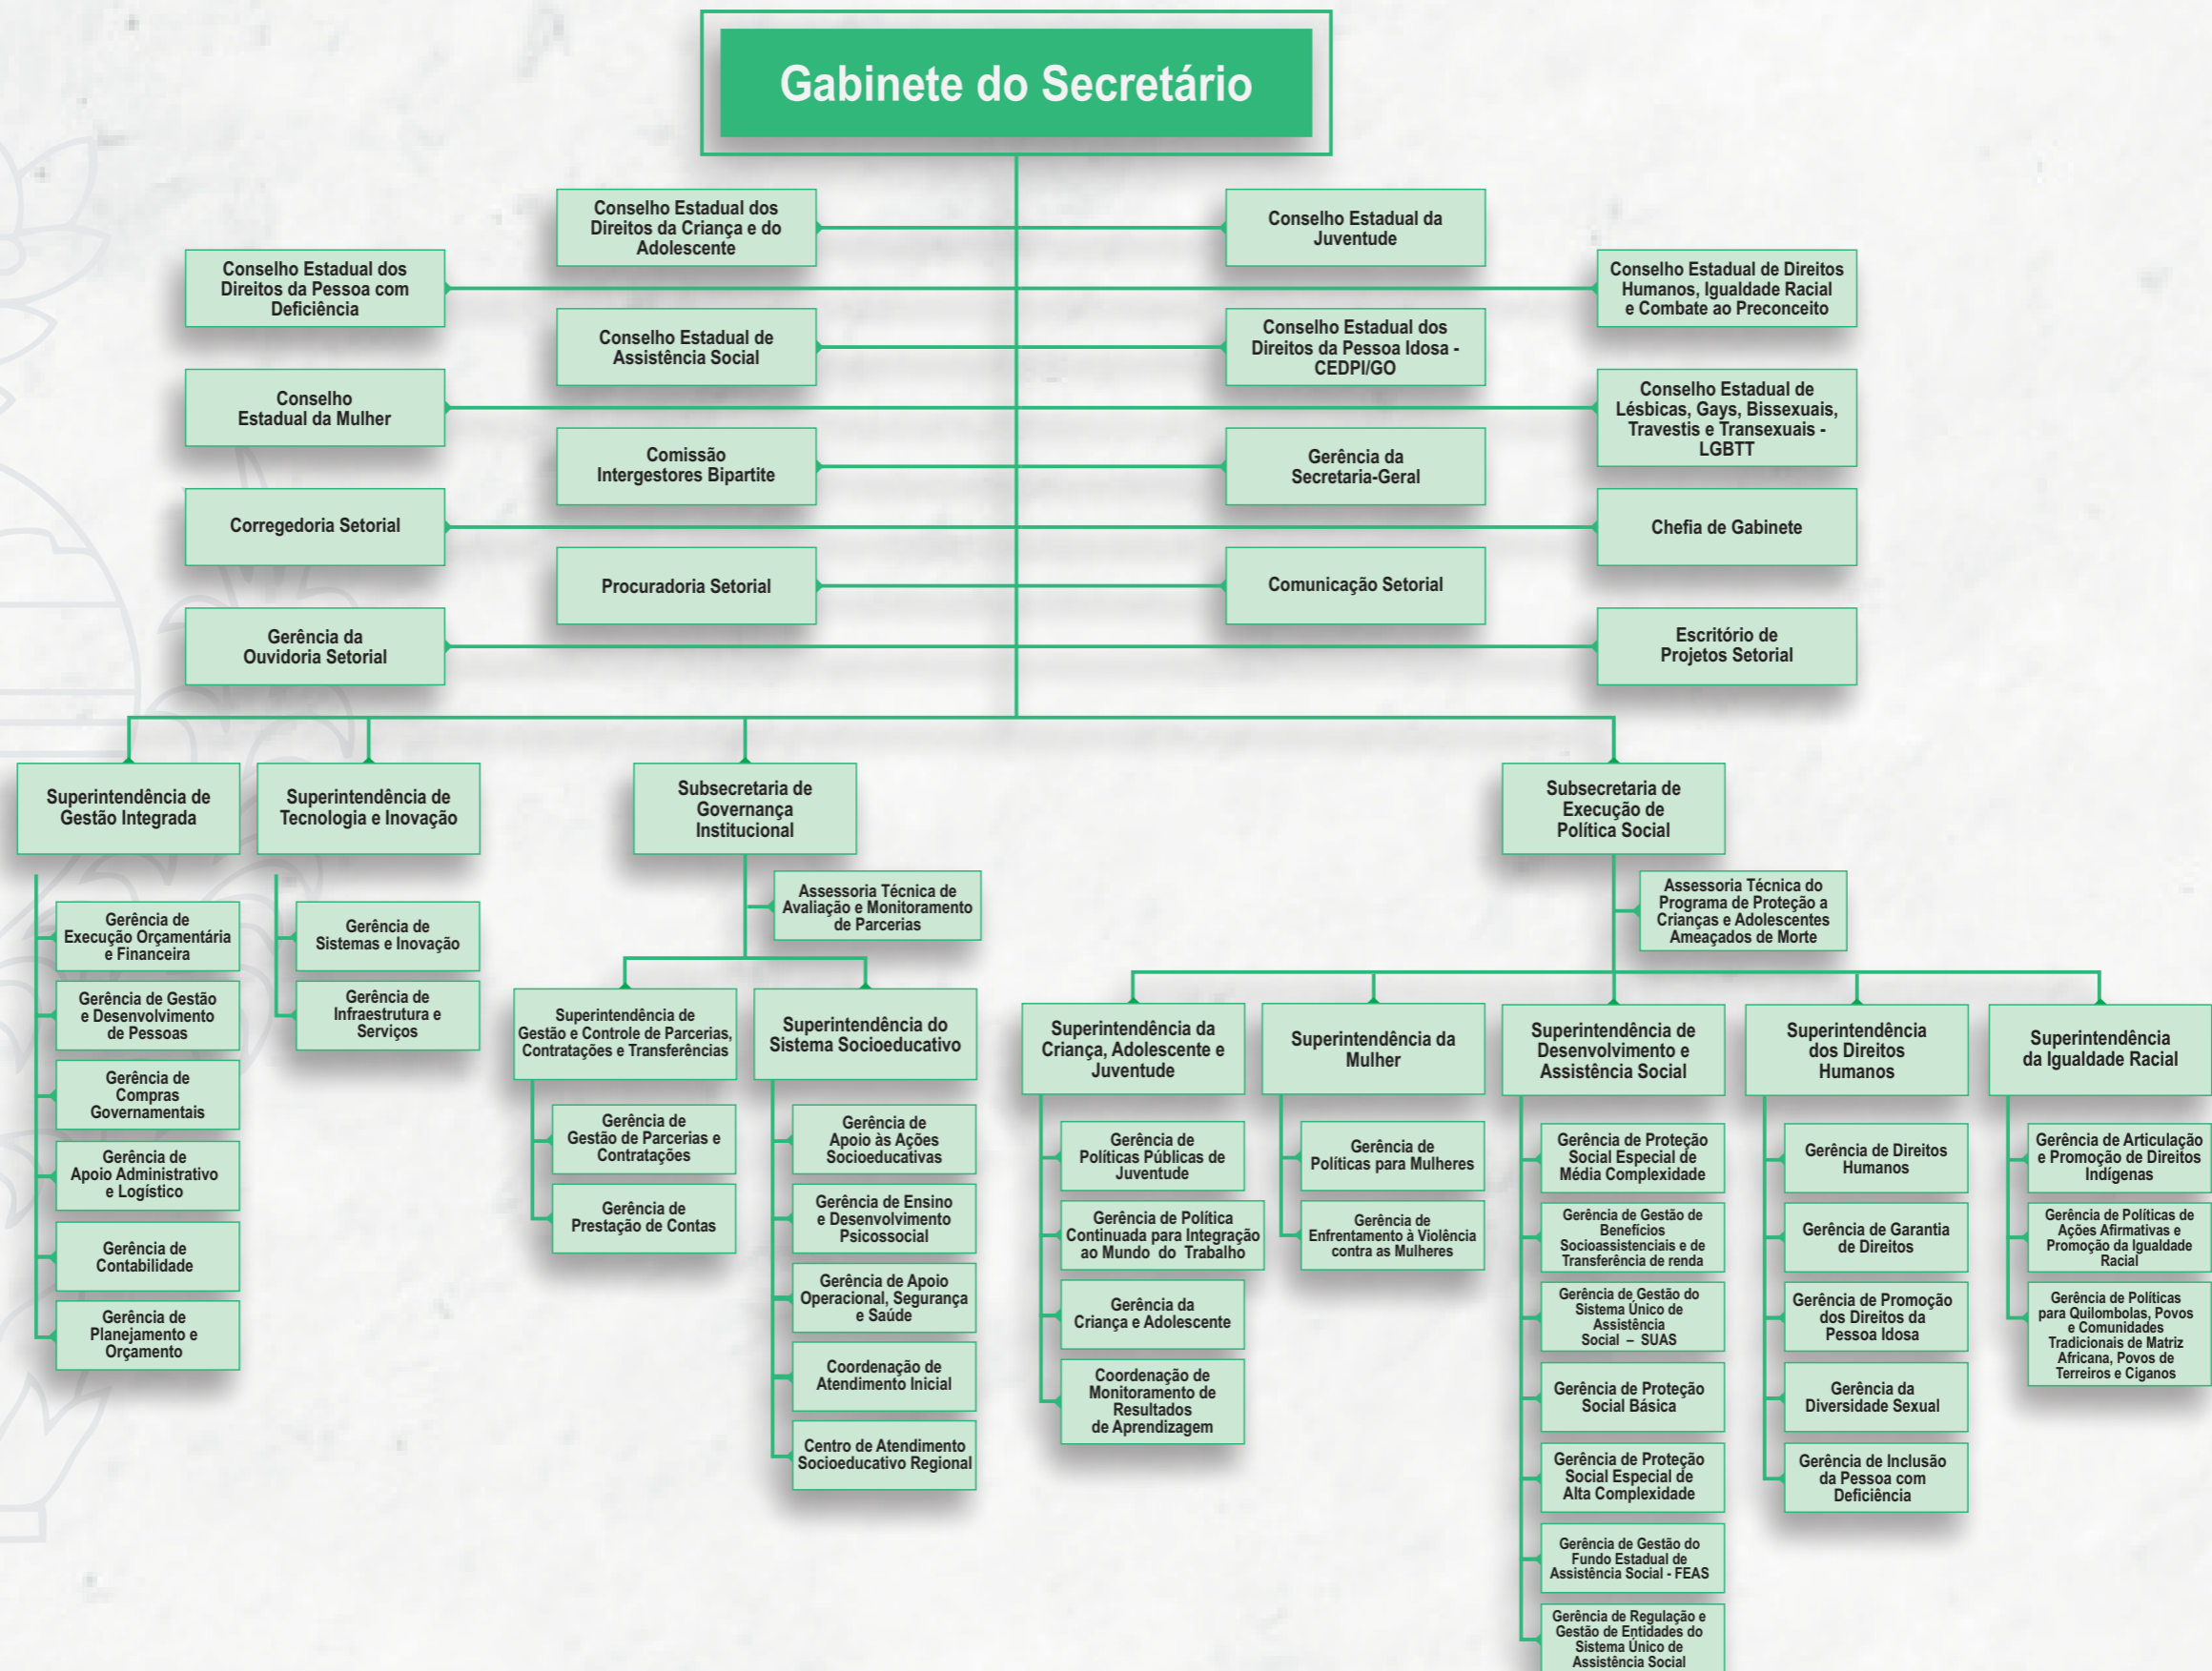 Gabinete do Secretário
Conselho Estadual dos
Direitos da Criança e do
Adolescente
Conselho Estadual da
Juventude
Conselho Estadual dos
Direitos da Pessoa com
Deficiência
Conselho Estadual de Direitos
Humanos, Igualdade Racial
e Combate ao Preconceito
Conselho Estadual de
Assistência Social
Conselho Estadual dos
Direitos da Pessoa Idosa -
CEDPI/GO
Conselho
Estadual da Mulher
Conselho Estadual de
Lésbicas, Gays, Bissexuais,
Travestis e Transexuais -
LGBTT
Comissão
Intergestores Bipartite
Gerência da
Secretaria-Geral
Corregedoria Setorial
Chefia de Gabinete
Procuradoria Setorial
Comunicação Setorial
Gerência da
Ouvidoria Setorial
Escritório de
Projetos Setorial
Superintendência de
Gestão Integrada
Gerência de
Execução Orçamentária
e Financeira
Gerência de Gestão
e Desenvolvimento
de Pessoas
Gerência de
Compras
Governamentais
Gerência de
Apoio Administrativo
e Logístico
Gerência de
Contabilidade
Gerência de
Planejamento e
Orçamento
Superintendência de
Tecnologia e Inovação
Gerência de
Sistemas e Inovação
Gerência de
Infraestrutura e
Serviços
Subsecretaria de
Governança
Institucional
Assessoria Técnica de
Avaliação e Monitoramento
de Parcerias
Superintendência de
Gestão e Controle de Parcerias,
Contratações e Transferências
Gerência de
Gestão de Parcerias e
Contratações
Gerência de
Prestação de Contas
Superintendência do
Sistema Socioeducativo
Gerência de
Apoio às Ações
Socioeducativas
Gerência de Ensino
e Desenvolvimento
Psicossocial
Gerência de Apoio
Operacional, Segurança
e Saúde
Coordenação de
Atendimento Inicial
Centro de Atendimento
Socioeducativo Regional
Subsecretaria de
Execução de
Política Social
Assessoria Técnica do
Programa de Proteção a
Crianças e Adolescentes
Ameaçados de Morte
Superintendência da
Criança, Adolescente e
Juventude
Gerência de
Políticas Públicas de
Juventude
Gerência de Política
Continuada para Integração
ao Mundo do Trabalho
Gerência da
Criança e Adolescente
Coordenação de
Monitoramento de
Resultados
de Aprendizagem
Superintendência da
Mulher
Gerência de
Políticas para Mulheres
Gerência de
Enfrentamento à Violência
contra as Mulheres
Superintendência de
Desenvolvimento e
Assistência Social
Gerência de Proteção
Social Especial de
Média Complexidade
Gerência de Gestão de
Benefícios
Socioassistenciais e de
Transferência de renda
Gerência de Gestão do
Sistema Único de
Assistência
Social – SUAS
Gerência de Proteção
Social Básica
Gerência de Proteção
Social Especial de
Alta Complexidade
Gerência de Gestão do
Fundo Estadual de
Assistência Social - FEAS
Gerência de Regulação e
Gestão de Entidades do
Sistema Único de
Assistência Social
Superintendência
dos Direitos
Humanos
Gerência de Direitos
Humanos
Gerência de Garantia
de Direitos
Gerência de Promoção
dos Direitos da
Pessoa Idosa
Gerência da
Diversidade Sexual
Gerência de Inclusão
da Pessoa com
Deficiência
Superintendência
da Igualdade Racial
Gerência de Articulação
e Promoção de Direitos
Indígenas
Gerência de Políticas de
Ações Afirmativas e
Promoção da Igualdade
Racial
Gerência de Políticas
para Quilombolas, Povos
e Comunidades
Tradicionais de Matriz
Africana, Povos de
Terreiros e Ciganos